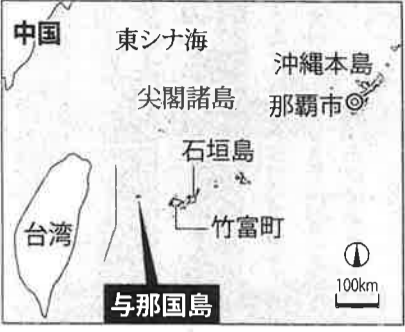 中国
東シナ海
沖縄本島
尖閣諸島
那覇市
石垣島
台湾
竹富町
与那国島
100km